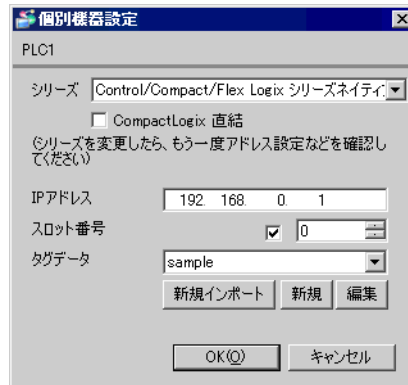 個別機器設定
PLC1
シリーズ Control/Compact/Flex Logix シリーズネイティ
CompactLogix 直結
(シリーズを変更したら、もう一度アドレス設定などを確認し
てください)
IPアドレス 192. 168. 0. 1
スロット番号 0
タグデータ sample
新規インポート 新規 編集
OK(O) キャンセル